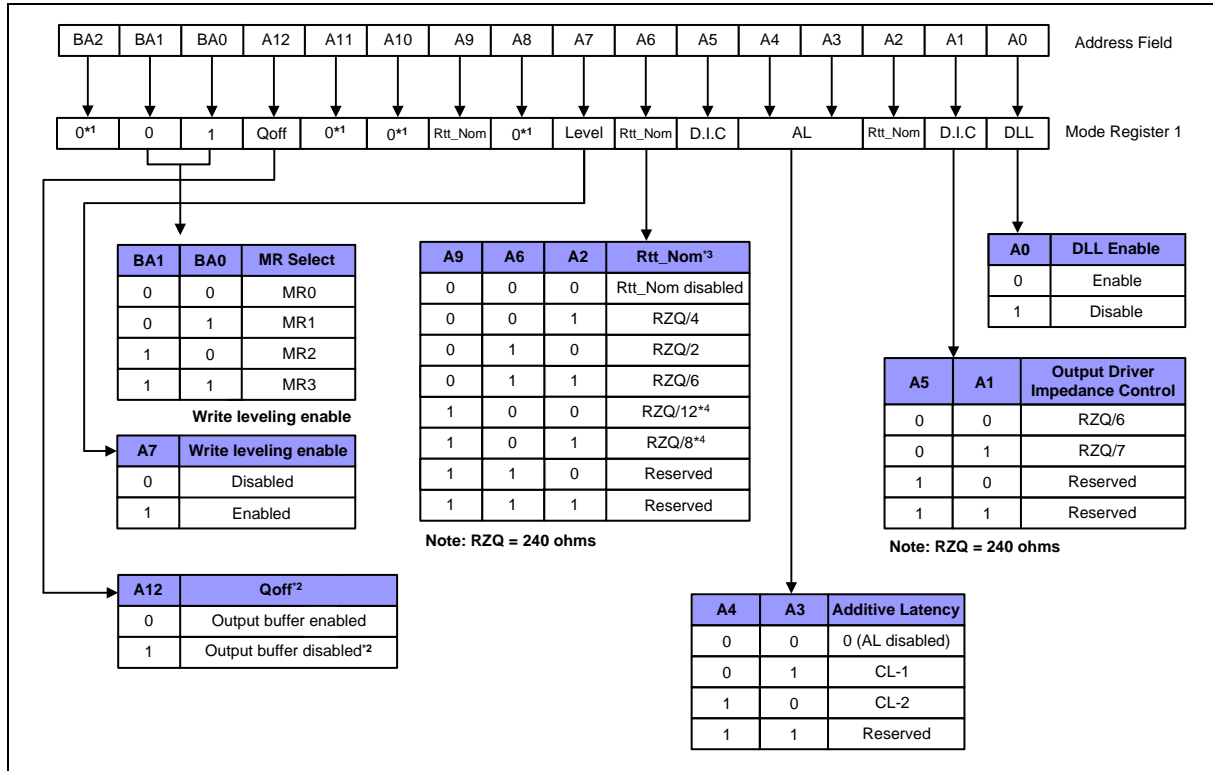 BA2 BA1 BA0 A12 A11 A10 A9 A8 A7 A6 A5 A4 A3 A2 A1 A0 Address Field
0*1 0 1 Qoff 0*1 0*1 Rtt_Nom 0*1 Level Rtt_Nom D.I.C AL Rtt_Nom D.I.C DLL Mode Register 1
BA1 BA0 MR Select
0 0 MR0
0 1 MR1
1 0 MR2
1 1 MR3
Write leveling enable
A7 Write leveling enable
0 Disabled
1 Enabled
A12 Qoff*2
0 Output buffer enabled
1 Output buffer disabled*2
A9 A6 A2 Rtt_Nom*3
0 0 0 Rtt_Nom disabled
0 0 1 RZQ/4
0 1 0 RZQ/2
0 1 1 RZQ/6
1 0 0 RZQ/12*4
1 0 1 RZQ/8*4
1 1 0 Reserved
1 1 1 Reserved
Note: RZQ = 240 ohms
A4 A3 Additive Latency
0 0 0 (AL disabled)
0 1 CL-1
1 0 CL-2
1 1 Reserved
A0 DLL Enable
0 Enable
1 Disable
A5 A1 Output Driver
Impedance Control
0 0 RZQ/6
0 1 RZQ/7
1 0 Reserved
1 1 Reserved
Note: RZQ = 240 ohms